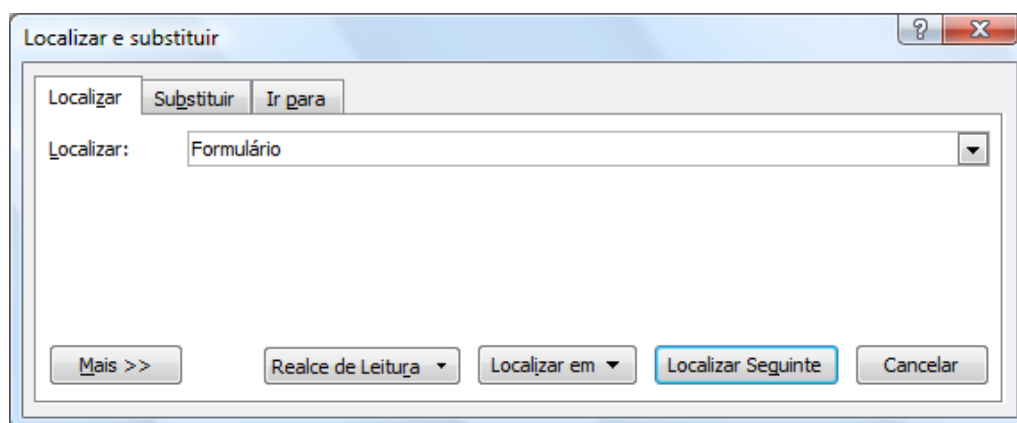 Localizar e substituir
Localizar Substituir Ir para
Localizar: Formulário
Mais >> Realce de Leitura Localizar em Localizar Seguinte Cancelar